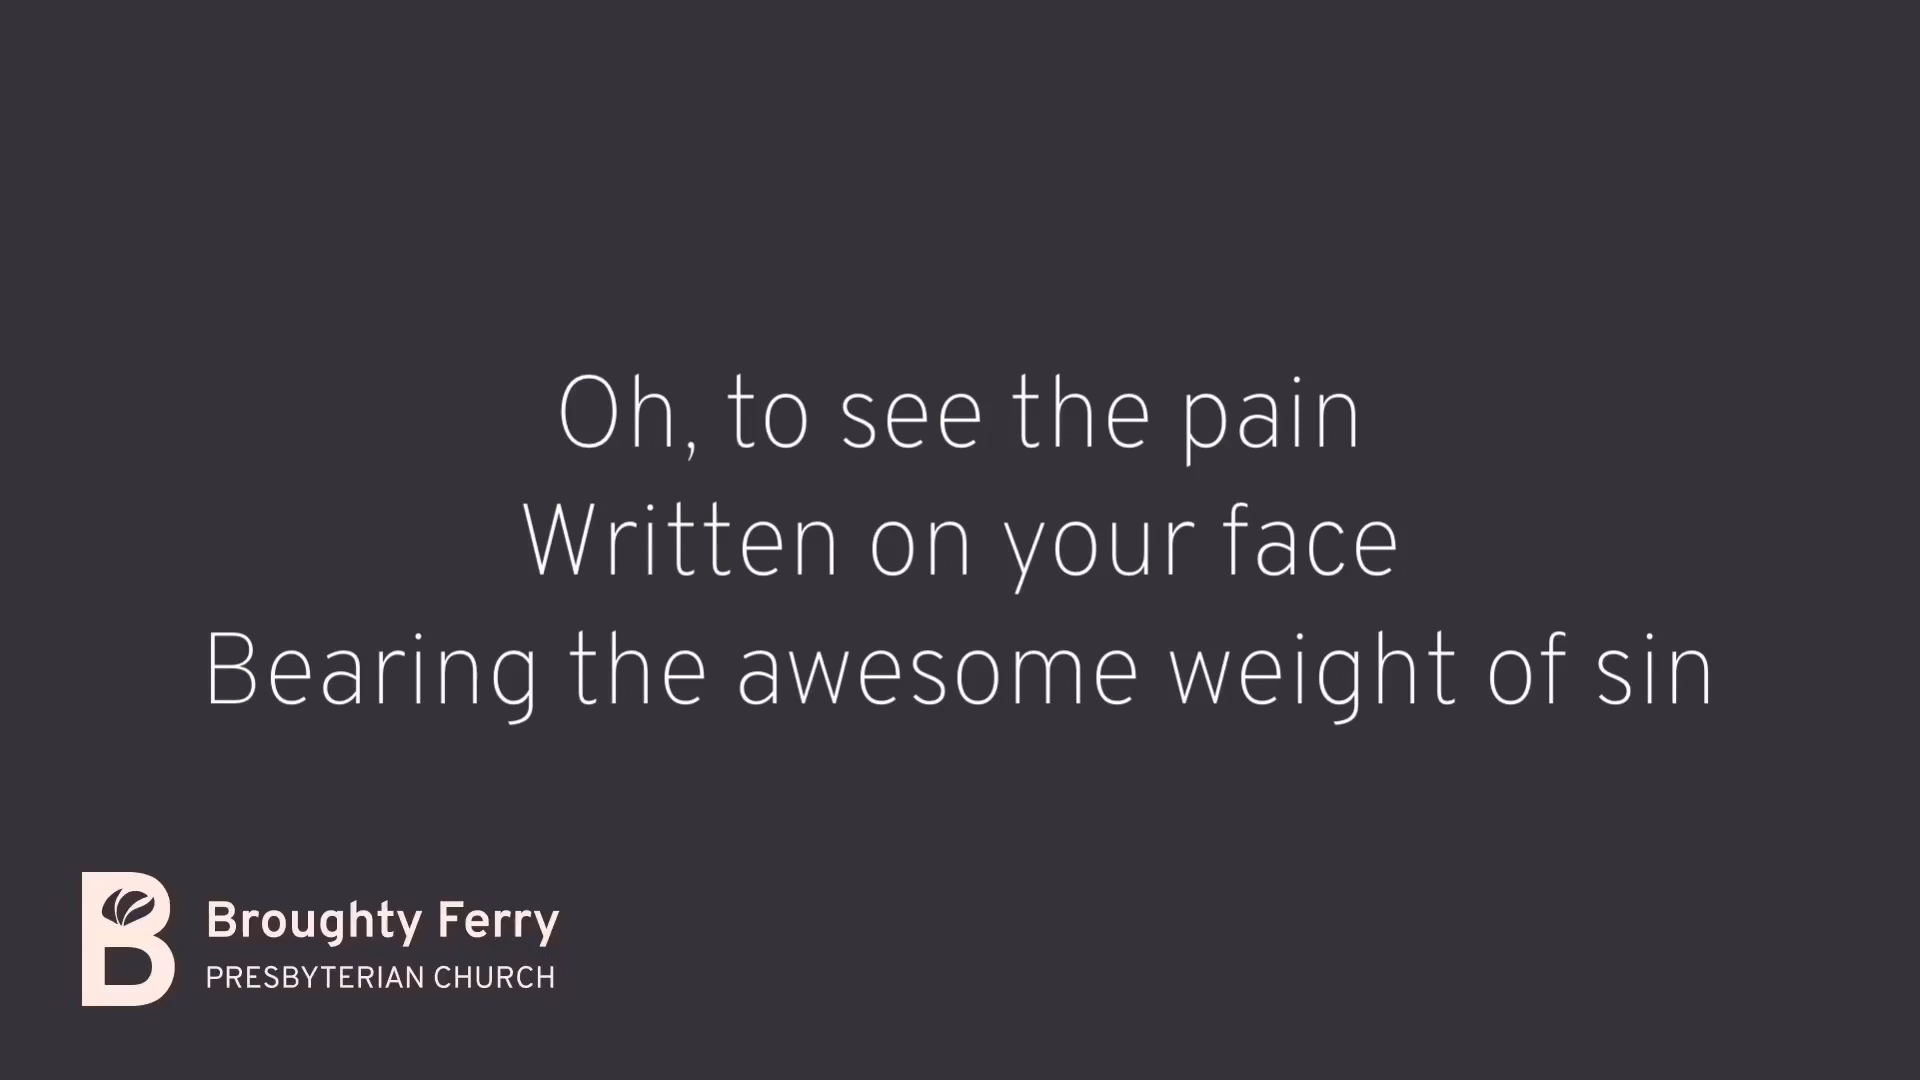 Oh, to see the pain
Written on your face
Bearing the awesome weight of sin
Broughty Ferry
PRESBYTERIAN CHURCH